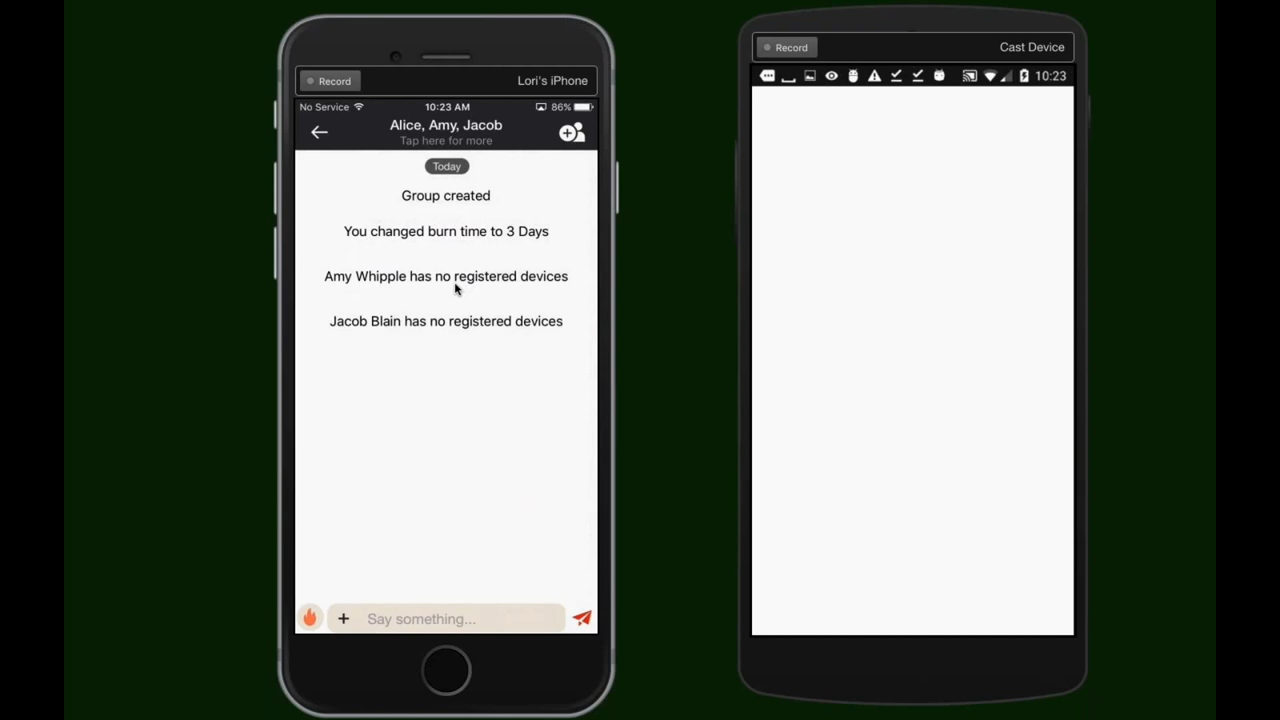 Record
Lori's iPhone
No Service
10:23 AM
86%
Alice, Amy, Jacob
Tap here for more
Today
Group created
You changed burn time to 3 Days
Amy Whipple has no registered devices
Jacob Blain has no registered devices
Say something...
Record
Cast Device
10:23